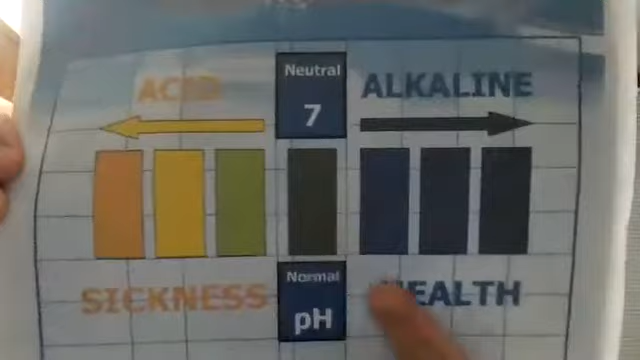 ACID
Neutral
7
ALKALINE
SICKNESS
Normal
pH
HEALTH